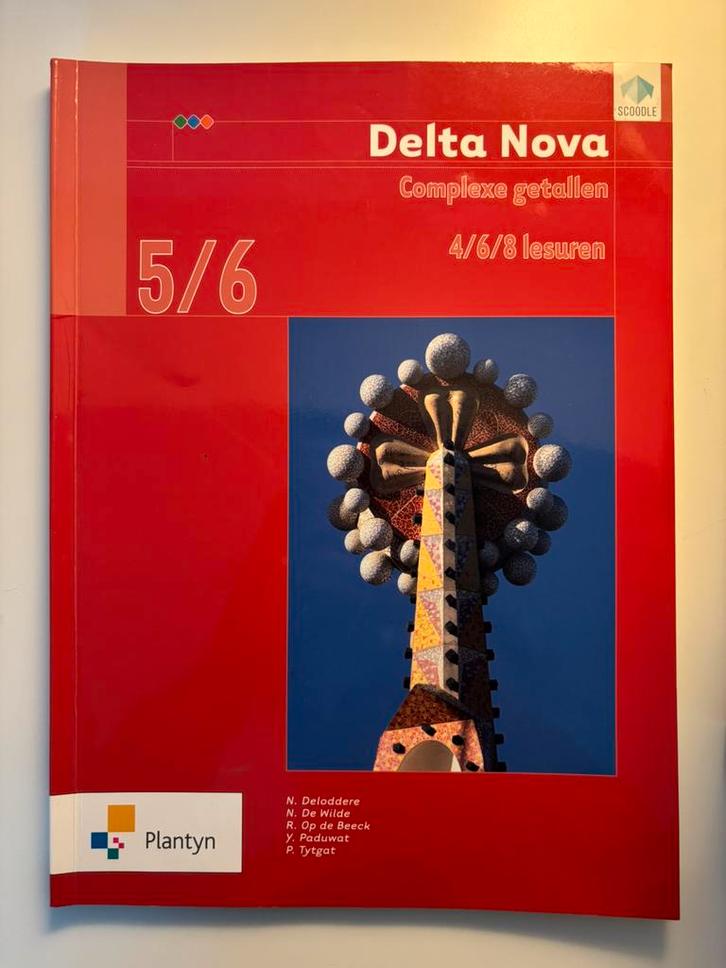 SCOODLE
Delta Nova
Complexe getallen
4/6/8 lesuren
5/6
N. Deloddere
N. De Wilde
R. Op de Beeck
Y. Paduwat
P. Tytgat
Plantyn